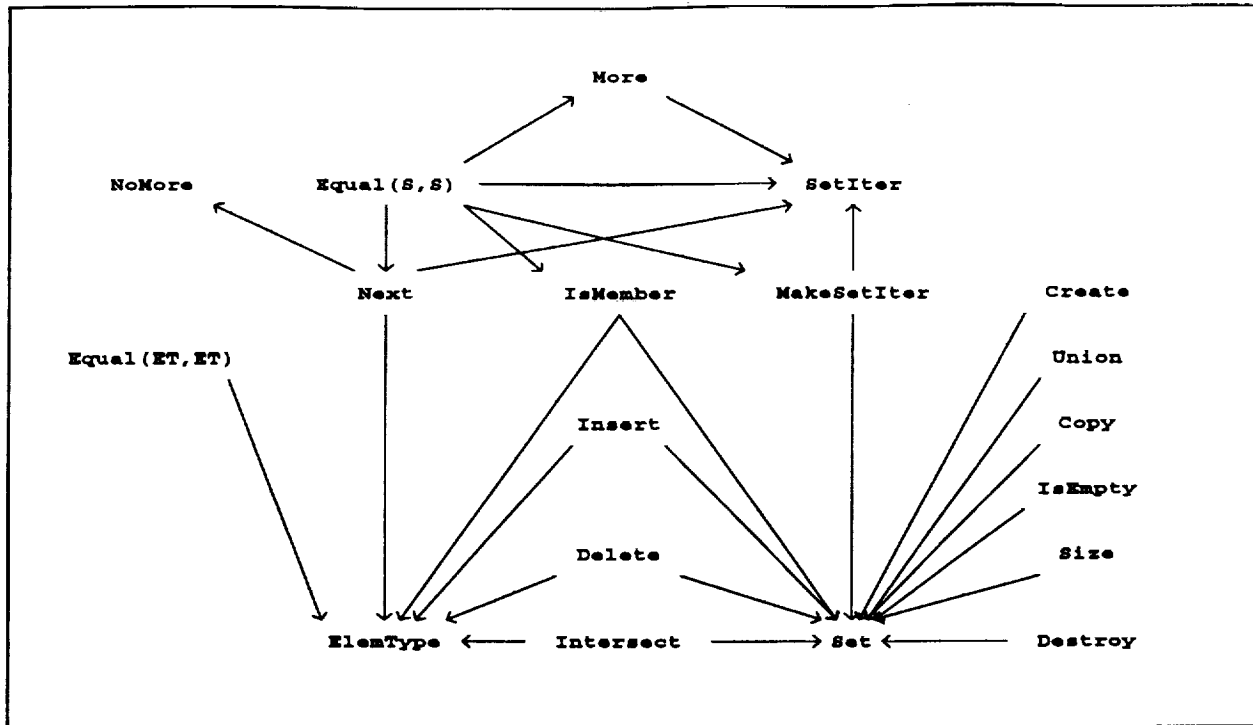 More
NoMore
Equal(S,S)
SetIter
Next
IsMember
MakeSetIter
Create
Equal(ET,ET)
Union
Copy
Insert
IsEmpty
Delete
Size
ElemType
Intersect
Set
Destroy